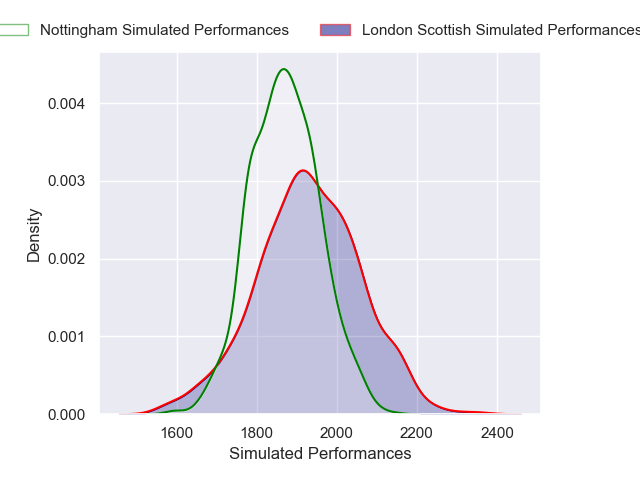 Nottingham Simulated Performances
London Scottish Simulated Performances
0.004
0.003
0.002
0.001
0.000
Density
1600 1800 2000 2200 2400
Simulated Performances